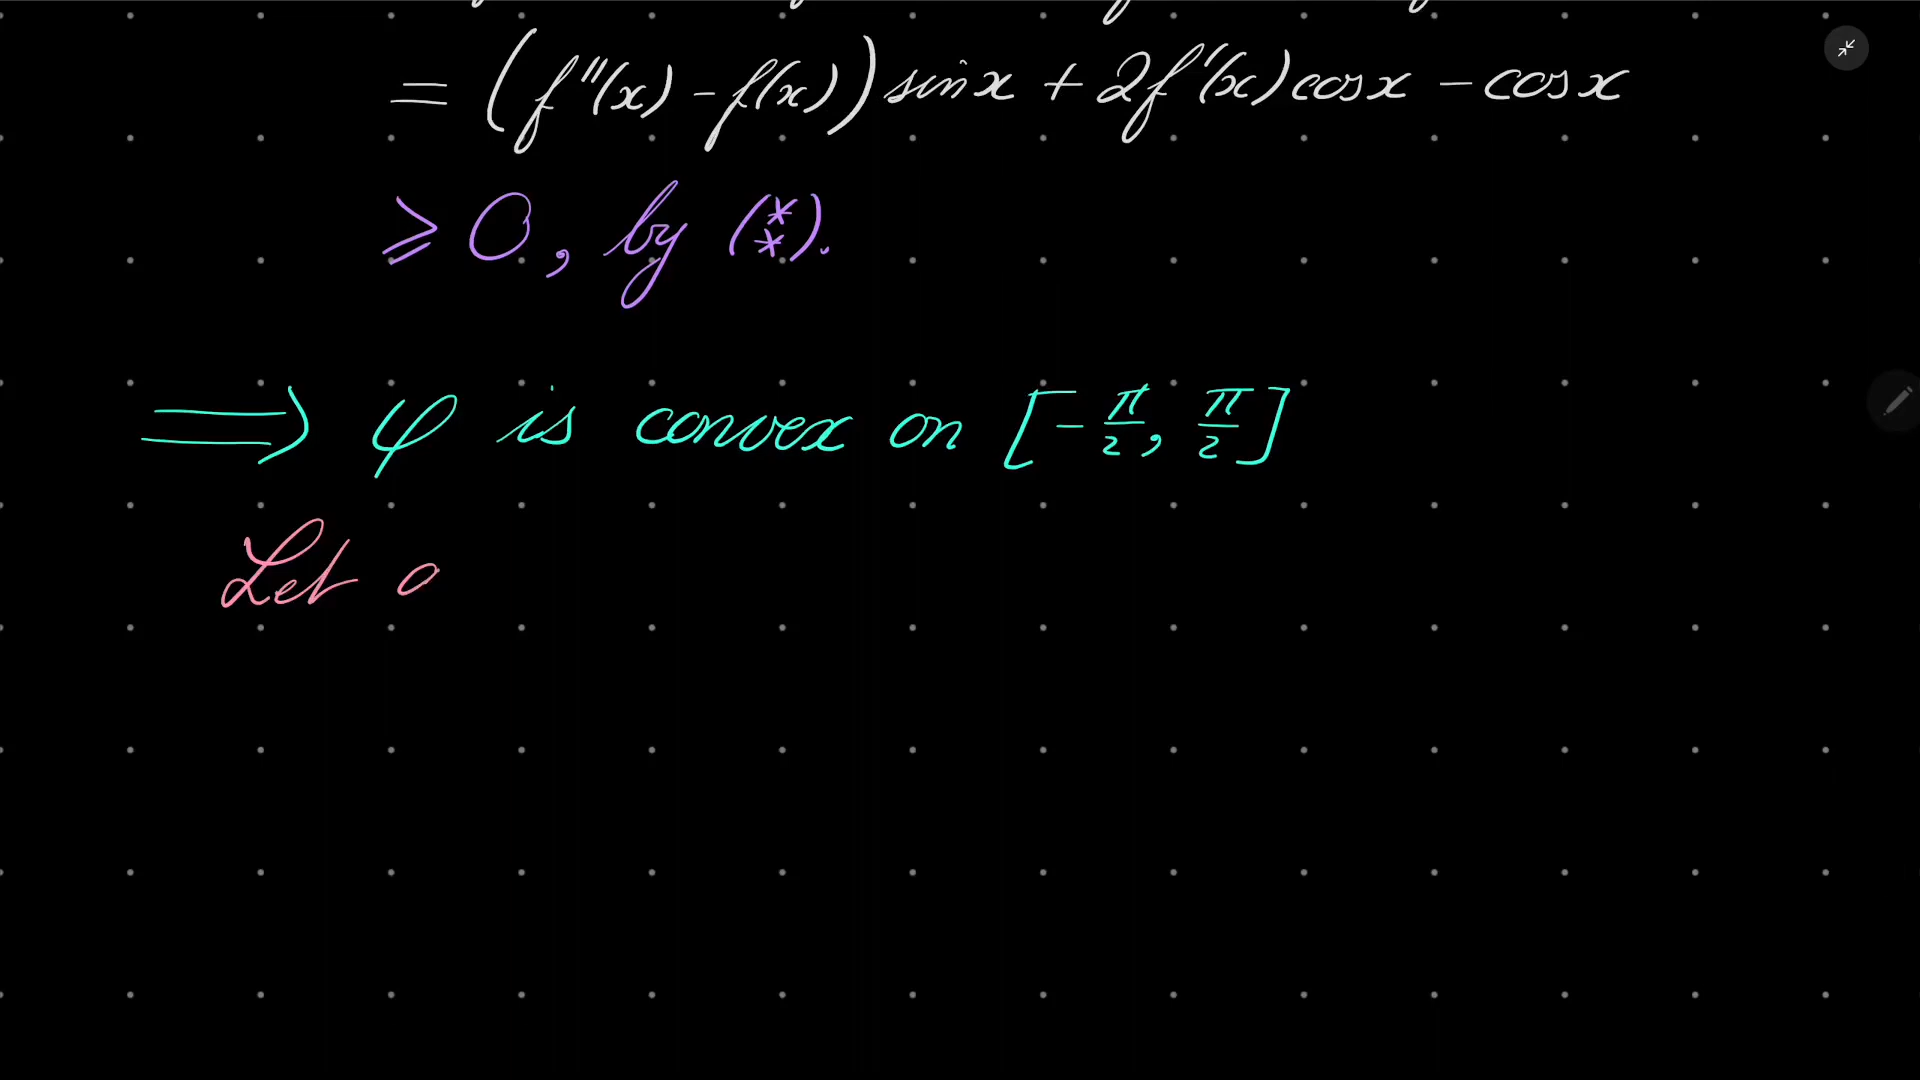 = (f''(x) - f(x)) sin x + 2f'(x) cos x - cos x
⩾ 0, by (**).
⟹ φ is convex on [-π/2, π/2]
Let